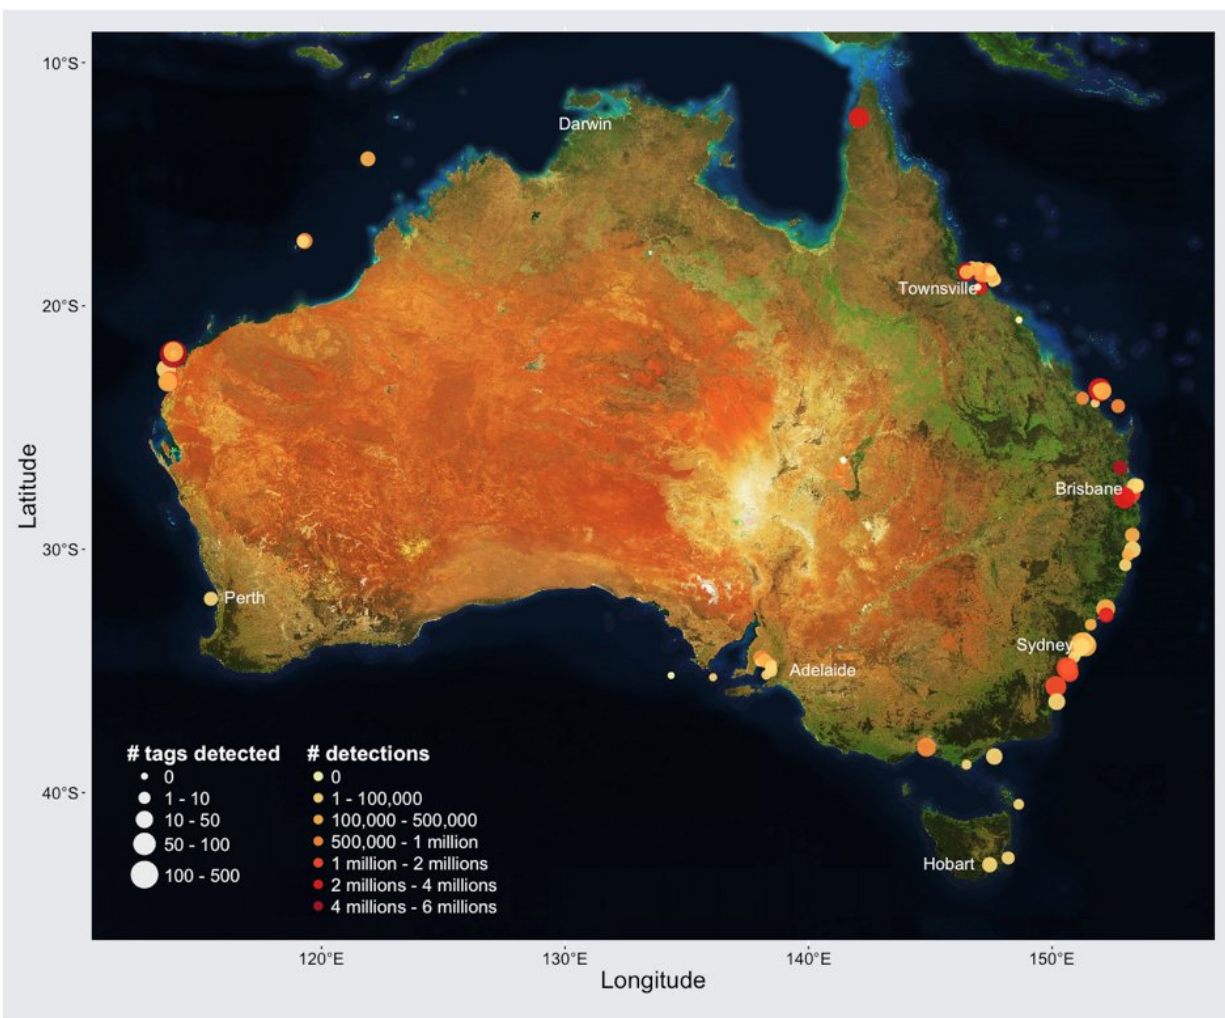 10°S
Darwin
20°S
Townsville
Latitude
Brisbane
30°S
Perth
Sydney
Adelaide
# tags detected
0
1 - 10
10 - 50
50 - 100
100 - 500
# detections
0
1 - 100,000
100,000 - 500,000
500,000 - 1 million
1 million - 2 millions
2 millions - 4 millions
4 millions - 6 millions
40°S
Hobart
120°E
130°E
140°E
150°E
Longitude